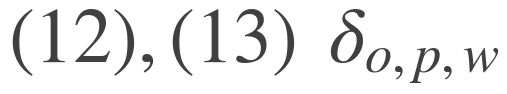 (12), (13) δ_{o, p, w}